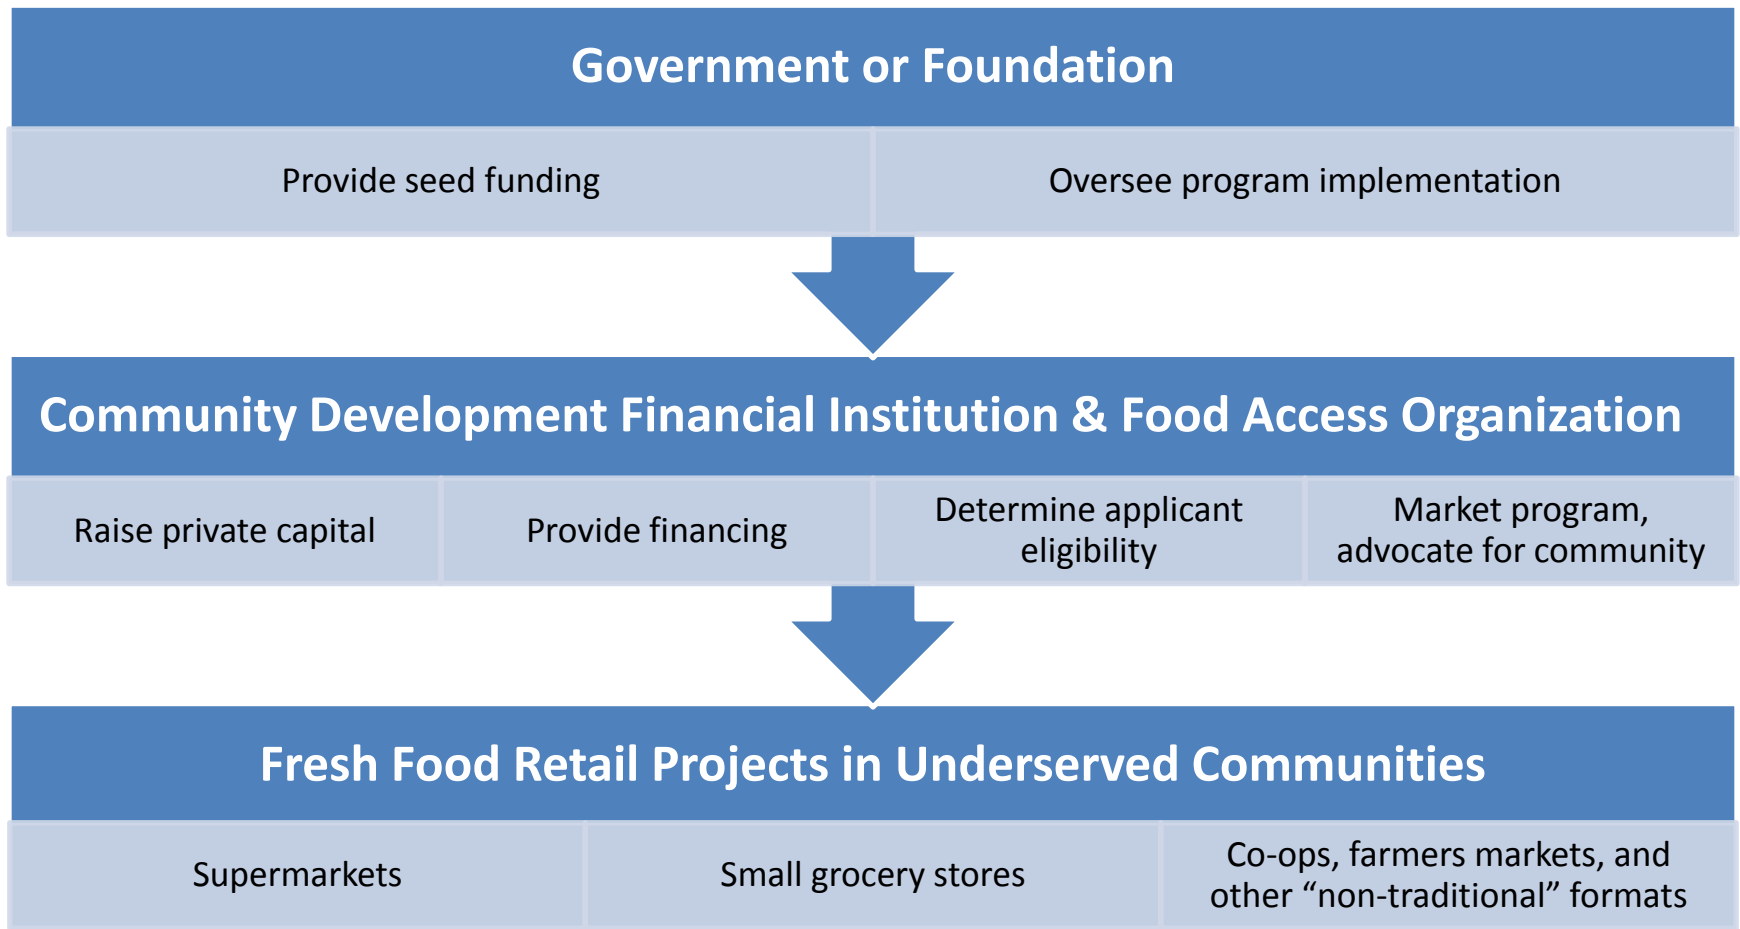 Government or Foundation
Provide seed funding
Oversee program implementation
Community Development Financial Institution & Food Access Organization
Raise private capital
Provide financing
Determine applicant
eligibility
Market program,
advocate for community
Fresh Food Retail Projects in Underserved Communities
Supermarkets
Small grocery stores
Co-ops, farmers markets, and
other “non-traditional” formats